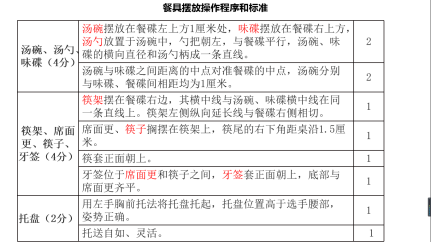 餐具摆放操作程序和标准
汤碗、汤勺、味碟(4分)
汤碗摆放在餐碟左上方1厘米处,味碟摆放在餐碟右上方,
汤勺放置于汤碗中,勺把朝左,与餐碟平行,汤碗、味
碟的横向直径和汤勺柄成一条直线。
2
汤碗与味碟之间距离的中点对准餐碟的中点,汤碗分别
与味碟、餐碟间相距均为1厘米。
2
筷架、席面更、筷子、牙签(4分)
筷架摆在餐碟右边,其横中线与汤碗、味碟横中线在同
一条直线上。筷架左侧纵向延长线与餐碟右侧相切。
1
席面更、筷子搁摆在筷架上,筷尾的右下角距桌沿1.5厘
米。
1
筷套正面朝上。
1
牙签位于席面更和筷子之间,牙签套正面朝上,底部与
席面更齐平。
1
托盘(2分)
用左手胸前托法将托盘托起,托盘位置高于选手腰部,
姿势正确。
1
托送自如、灵活。
1